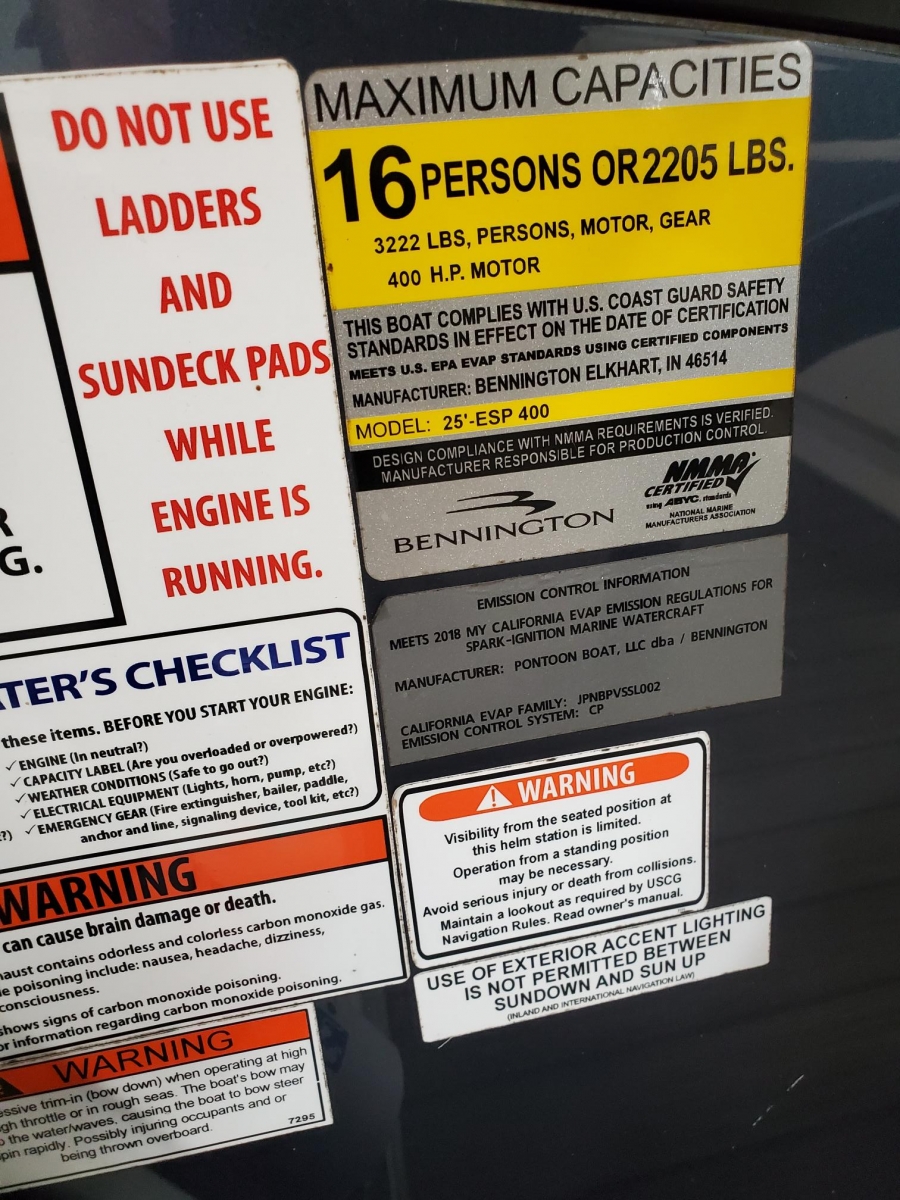 DO NOT USE
LADDERS
AND
SUNDECK PADS
WHILE
ENGINE IS
RUNNING.
R
G.
MAXIMUM CAPACITIES
16 PERSONS OR 2205 LBS.
3222 LBS, PERSONS, MOTOR, GEAR
400 H.P. MOTOR
THIS BOAT COMPLIES WITH U.S. COAST GUARD SAFETY
STANDARDS IN EFFECT ON THE DATE OF CERTIFICATION
MEETS U.S. EPA EVAP STANDARDS USING CERTIFIED COMPONENTS
MANUFACTURER: BENNINGTON ELKHART, IN 46514
MODEL: 25'-ESP 400
DESIGN COMPLIANCE WITH NMMA REQUIREMENTS IS VERIFIED.
MANUFACTURER RESPONSIBLE FOR PRODUCTION CONTROL.
BENNINGTON
NMMA
CERTIFIED
using ABYC. standards
NATIONAL MARINE
MANUFACTURERS ASSOCIATION
EMISSION CONTROL INFORMATION
MEETS 2018 MY CALIFORNIA EVAP EMISSION REGULATIONS FOR
SPARK-IGNITION MARINE WATERCRAFT
MANUFACTURER: PONTOON BOAT, LLC dba / BENNINGTON
CALIFORNIA EVAP FAMILY: JPNBPVSSL002
EMISSION CONTROL SYSTEM: CP
TER'S CHECKLIST
these items. BEFORE YOU START YOUR ENGINE:
✓ ENGINE (In neutral?)
✓ CAPACITY LABEL (Are you overloaded or overpowered?)
✓ WEATHER CONDITIONS (Safe to go out?)
✓ ELECTRICAL EQUIPMENT (Lights, horn, pump, etc?)
?) ✓ EMERGENCY GEAR (Fire extinguisher, bailer, paddle,
anchor and line, signaling device, tool kit, etc?)
WARNING
can cause brain damage or death.
haust contains odorless and colorless carbon monoxide gas.
e poisoning include: nausea, headache, dizziness,
consciousness.
shows signs of carbon monoxide poisoning.
or information regarding carbon monoxide poisoning.
WARNING
Visibility from the seated position at
this helm station is limited.
Operation from a standing position
may be necessary.
Avoid serious injury or death from collisions.
Maintain a lookout as required by USCG
Navigation Rules. Read owner's manual.
USE OF EXTERIOR ACCENT LIGHTING
IS NOT PERMITTED BETWEEN
SUNDOWN AND SUN UP
(INLAND AND INTERNATIONAL NAVIGATION LAW)
WARNING
essive trim-in (bow down) when operating at high
gh throttle or in rough seas. The boat's bow may
the water/waves, causing the boat to bow steer
pin rapidly. Possibly injuring occupants and or
being thrown overboard.
7295